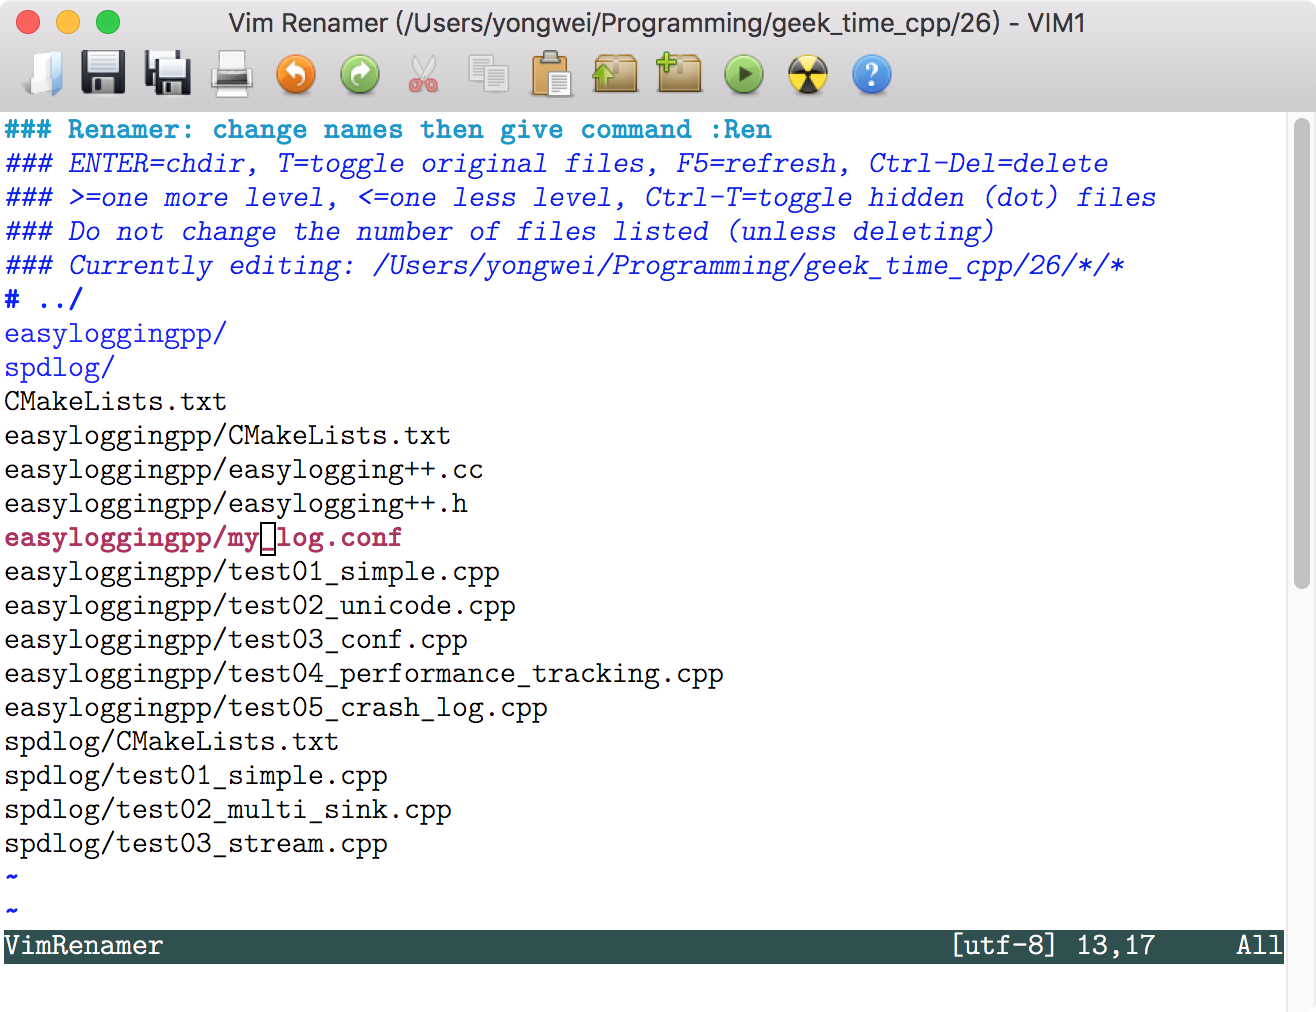 Vim Renamer (/Users/yongwei/Programming/geek_time_cpp/26) - VIM1
### Renamer: change names then give command :Ren
### ENTER=chdir, T=toggle original files, F5=refresh, Ctrl-Del=delete
### >=one more level, <=one less level, Ctrl-T=toggle hidden (dot) files
### Do not change the number of files listed (unless deleting)
### Currently editing: /Users/yongwei/Programming/geek_time_cpp/26/*/*
# ../
easyloggingpp/
spdlog/
CMakeLists.txt
easyloggingpp/CMakeLists.txt
easyloggingpp/easylogging++.cc
easyloggingpp/easylogging++.h
easyloggingpp/my_log.conf
easyloggingpp/test01_simple.cpp
easyloggingpp/test02_unicode.cpp
easyloggingpp/test03_conf.cpp
easyloggingpp/test04_performance_tracking.cpp
easyloggingpp/test05_crash_log.cpp
spdlog/CMakeLists.txt
spdlog/test01_simple.cpp
spdlog/test02_multi_sink.cpp
spdlog/test03_stream.cpp
~
~
VimRenamer [utf-8] 13,17 All